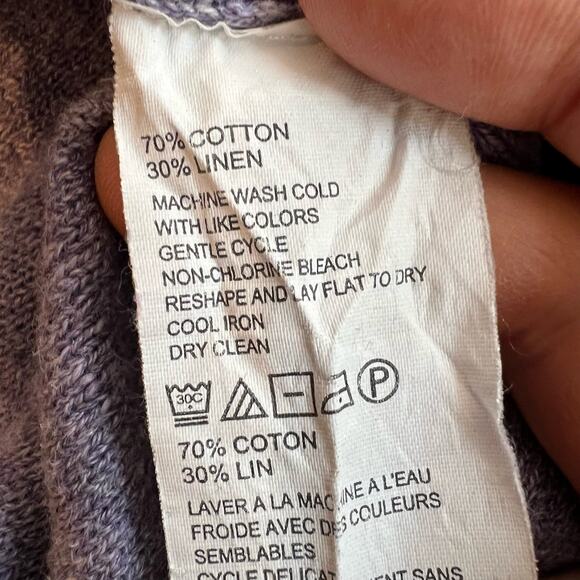 70% COTTON
30% LINEN
MACHINE WASH COLD
WITH LIKE COLORS
GENTLE CYCLE
NON-CHLORINE BLEACH
RESHAPE AND LAY FLAT TO DRY
COOL IRON
DRY CLEAN
30C P
70% COTON
30% LIN
LAVER A LA MACHINE A L'EAU
FROIDE AVEC DES COULEURS
SEMBLABLES
SANS